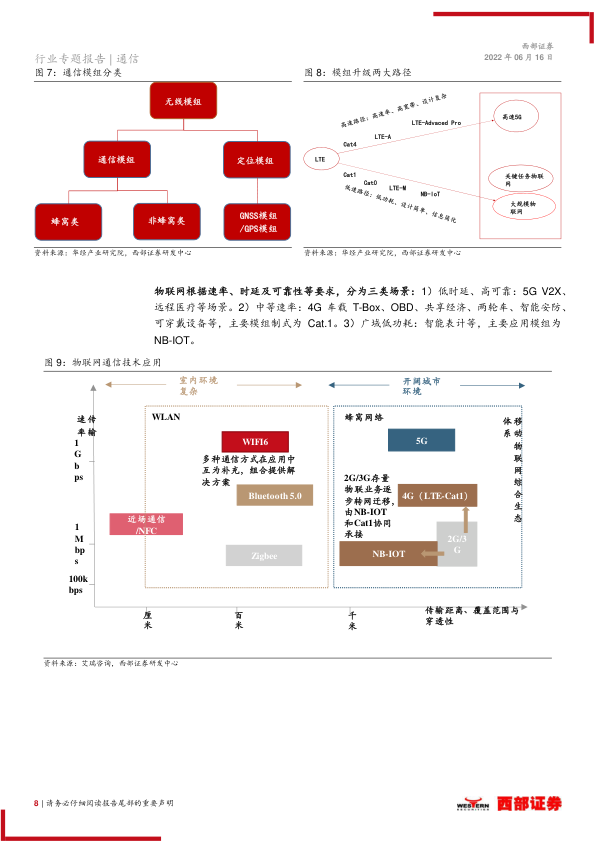 西部证券
行业专题报告 | 通信
2022 年 06 月 16 日
图 7：通信模组分类
无线模组
通信模组
定位模组
蜂窝类
非蜂窝类
GNSS模组
/GPS模组
资料来源：华经产业研究院，西部证券研发中心
图 8：模组升级两大路径
高速路径：高速率、高宽带、设计复杂
LTE-Advaced Pro
LTE-A
Cat4
LTE
Cat1
Cat0
LTE-M
NB-IoT
低速路径：低功耗、设计简单、信息简化
高速5G
关键任务物联
网
大规模物
联网
资料来源：华经产业研究院，西部证券研发中心
物联网根据速率、时延及可靠性等要求，分为三类场景：1）低时延、高可靠：5G V2X、
远程医疗等场景。2）中等速率：4G 车载 T-Box、OBD、共享经济、两轮车、智能安防、
可穿戴设备等，主要模组制式为 Cat.1。3）广域低功耗：智能表计等，主要应用模组为
NB-IOT。
图 9：物联网通信技术应用
室内环境
复杂
开阔城市
环境
传输
速率
1
G
b
ps
1
M
bp
s
100k
bps
WLAN
WIFI6
多种通信方式在应用中
互为补充，组合提供解
决方案
Bluetooth 5.0
近场通信
/NFC
Zigbee
蜂窝网络
5G
2G/3G存量
物联业务逐
步转网迁移，
由NB-IOT
和Cat1协同
承接
4G（LTE-Cat1）
2G/3
G
NB-IOT
移动物联网综合生态
体系
厘
米
百
米
千
米
传输距离、覆盖范围与
穿透性
资料来源：艾瑞咨询，西部证券研发中心
8 | 请务必仔细阅读报告尾部的重要声明
WESTERN
SECURITIES
西部证券